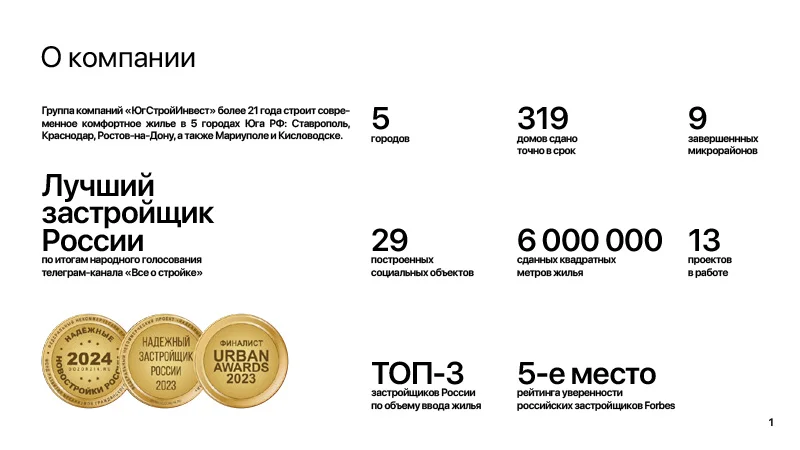 О компании
Группа компаний «ЮгСтройИнвест» более 21 года строит совре-
менное комфортное жилье в 5 городах Юга РФ: Ставрополь,
Краснодар, Ростов-на-Дону, а также Мариуполе и Кисловодске.
Лучший
застройщик
России
по итогам народного голосования
телеграм-канала «Все о стройке»
НАДЕЖНЫЕ
2024
НОВОСТРОЙКИ РОССИИ
НАДЕЖНЫЙ
ЗАСТРОЙЩИК
РОССИИ
2023
ФИНАЛИСТ
URBAN
AWARDS
2023
5
городов
319
домов сдано
точно в срок
9
завершеннных
микрорайонов
29
построенных
социальных объектов
6 000 000
сданных квадратных
метров жилья
13
проектов
в работе
ТОП-3
застройщиков России
по объему ввода жилья
5-е место
рейтинга уверенности
российских застройщиков Forbes
1